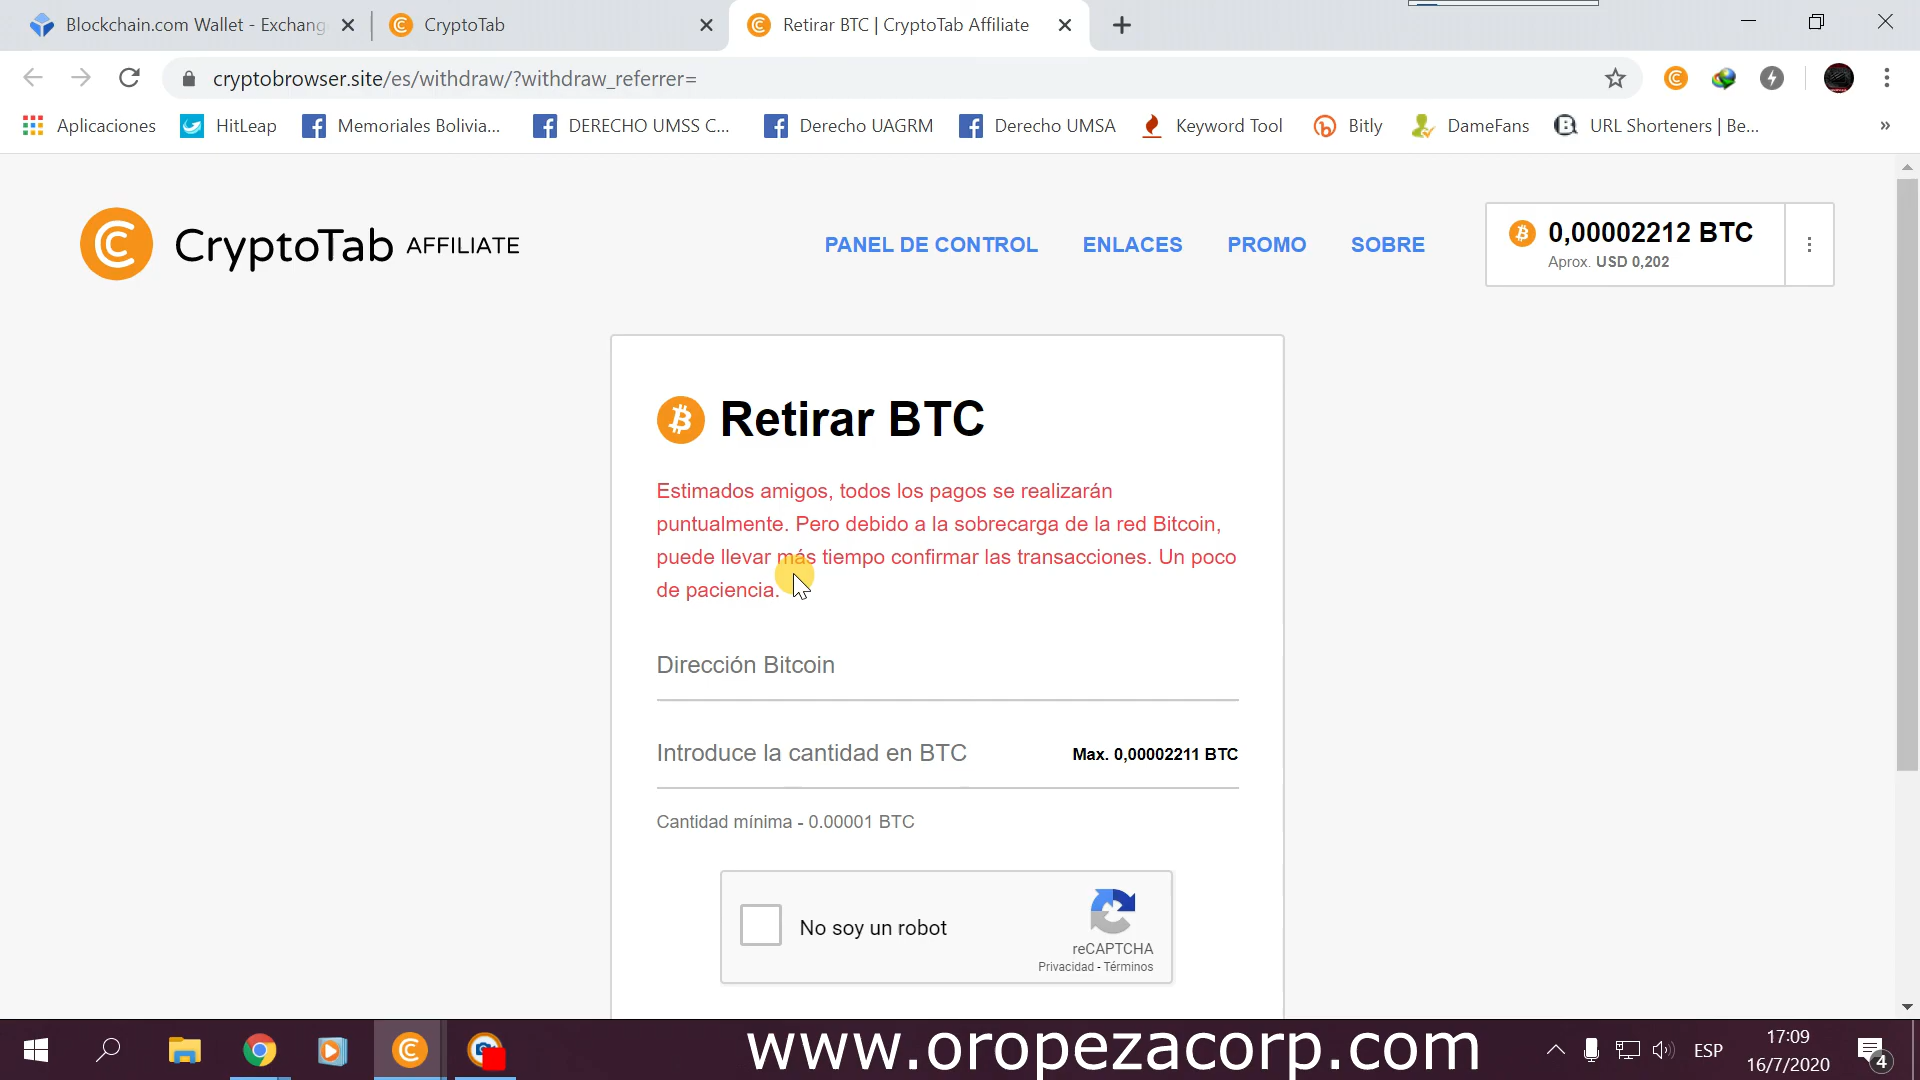 Blockchain.com Wallet - Exchang
CryptoTab
Retirar BTC | CryptoTab Affiliate
cryptobrowser.site/es/withdraw/?withdraw_referrer=
Aplicaciones
HitLeap
Memoriales Bolivia...
DERECHO UMSS C...
Derecho UAGRM
Derecho UMSA
Keyword Tool
Bitly
DameFans
URL Shorteners | Be...
»
CryptoTab AFFILIATE
PANEL DE CONTROL
ENLACES
PROMO
SOBRE
0,00002212 BTC
Aprox. USD 0,202
Retirar BTC
Estimados amigos, todos los pagos se realizarán
puntualmente. Pero debido a la sobrecarga de la red Bitcoin,
puede llevar más tiempo confirmar las transacciones. Un poco
de paciencia.
Dirección Bitcoin
Introduce la cantidad en BTC
Max. 0,00002211 BTC
Cantidad mínima - 0.00001 BTC
No soy un robot
reCAPTCHA
Privacidad - Términos
www.oropezacorp.com
ESP
17:09
16/7/2020
4